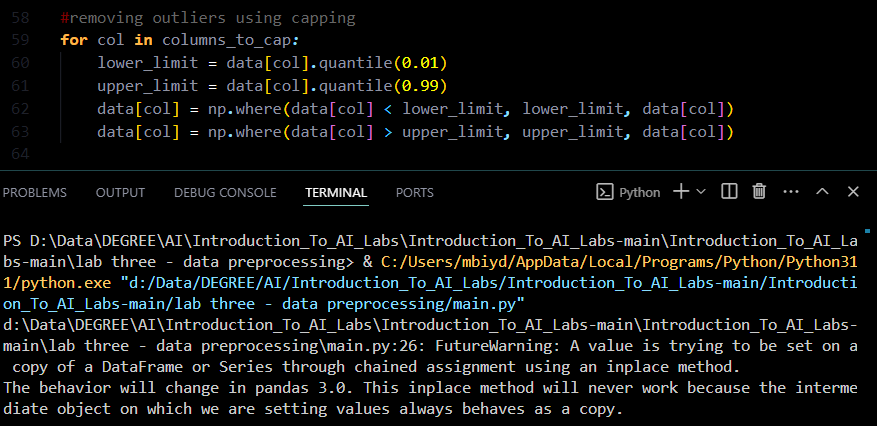 58 #removing outliers using capping
59 for col in columns_to_cap:
60 lower_limit = data[col].quantile(0.01)
61 upper_limit = data[col].quantile(0.99)
62 data[col] = np.where(data[col] < lower_limit, lower_limit, data[col])
63 data[col] = np.where(data[col] > upper_limit, upper_limit, data[col])
64
PROBLEMS OUTPUT DEBUG CONSOLE TERMINAL PORTS Python
PS D:\Data\DEGREE\AI\Introduction_To_AI_Labs\Introduction_To_AI_Labs-main\Introduction_To_AI_La
bs-main\lab three - data preprocessing> & C:/Users/mbiyd/AppData/Local/Programs/Python/Python31
1/python.exe "d:/Data/DEGREE/AI/Introduction_To_AI_Labs/Introduction_To_AI_Labs-main/Introducti
on_To_AI_Labs-main/lab three - data preprocessing/main.py"
d:\Data\DEGREE\AI\Introduction_To_AI_Labs\Introduction_To_AI_Labs-main\Introduction_To_AI_Labs-
main\lab three - data preprocessing\main.py:26: FutureWarning: A value is trying to be set on a
copy of a DataFrame or Series through chained assignment using an inplace method.
The behavior will change in pandas 3.0. This inplace method will never work because the interme
diate object on which we are setting values always behaves as a copy.